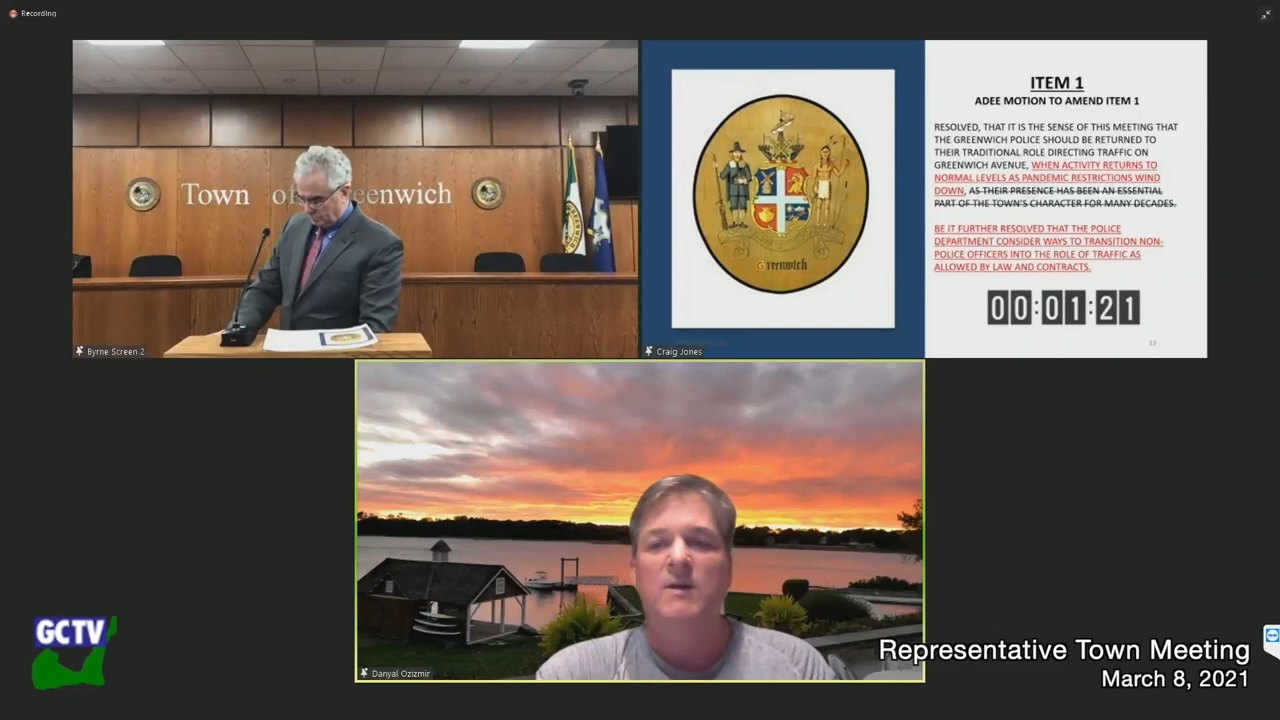 Recording
Town of Greenwich
Byrne Screen 2
Greenwich
Craig Jones
ITEM 1
ADEE MOTION TO AMEND ITEM 1
RESOLVED, THAT IT IS THE SENSE OF THIS MEETING THAT
THE GREENWICH POLICE SHOULD BE RETURNED TO
THEIR TRADITIONAL ROLE DIRECTING TRAFFIC ON
GREENWICH AVENUE, WHEN ACTIVITY RETURNS TO
NORMAL LEVELS AS PANDEMIC RESTRICTIONS WIND
DOWN, AS THEIR PRESENCE HAS BEEN AN ESSENTIAL
PART OF THE TOWN'S CHARACTER FOR MANY DECADES.
BE IT FURTHER RESOLVED THAT THE POLICE
DEPARTMENT CONSIDER WAYS TO TRANSITION NON-
POLICE OFFICERS INTO THE ROLE OF TRAFFIC AS
ALLOWED BY LAW AND CONTRACTS.
00:01:21
13
Danyal Ozizmir
GCTV
Representative Town Meeting
March 8, 2021